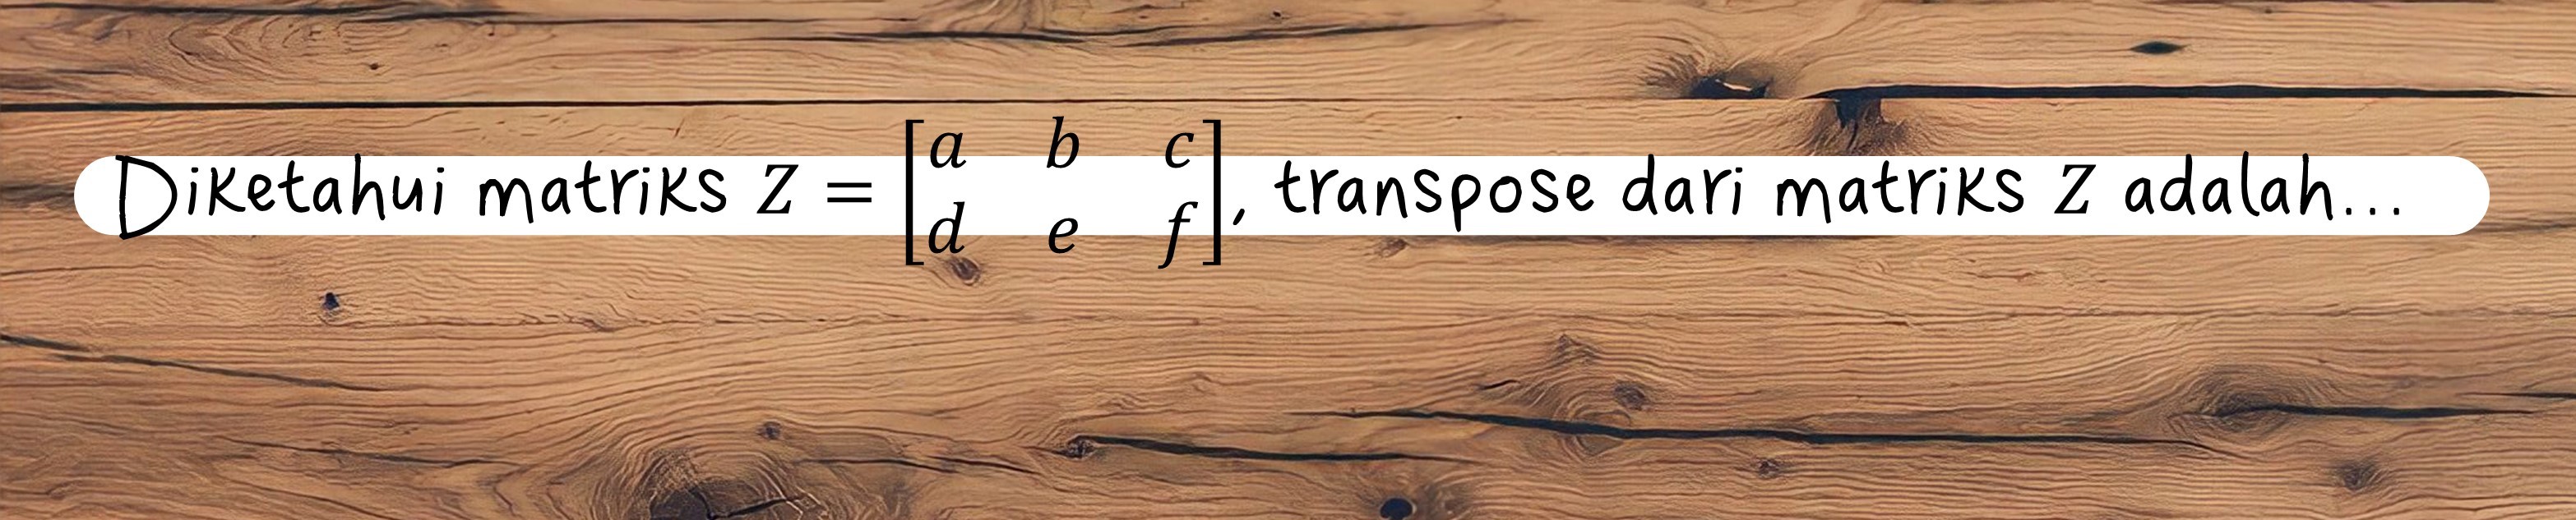 Diketahui matriks Z = [a b c; d e f], transpose dari matriks Z adalah...